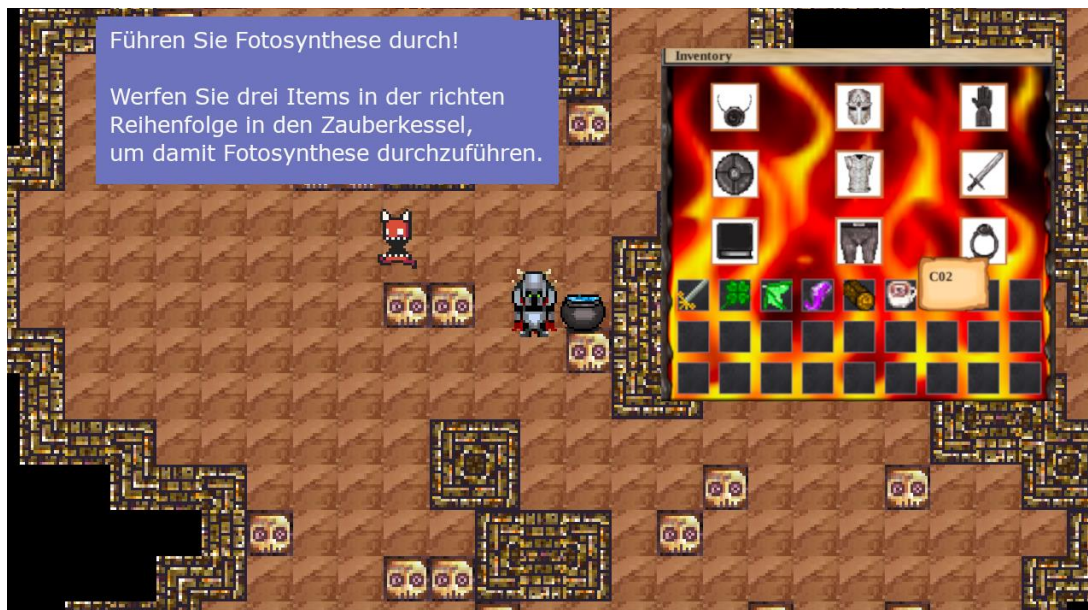 Führen Sie Fotosynthese durch!
Werfen Sie drei Items in der richten
Reihenfolge in den Zauberkessel,
um damit Fotosynthese durchzuführen.
Inventory
C02